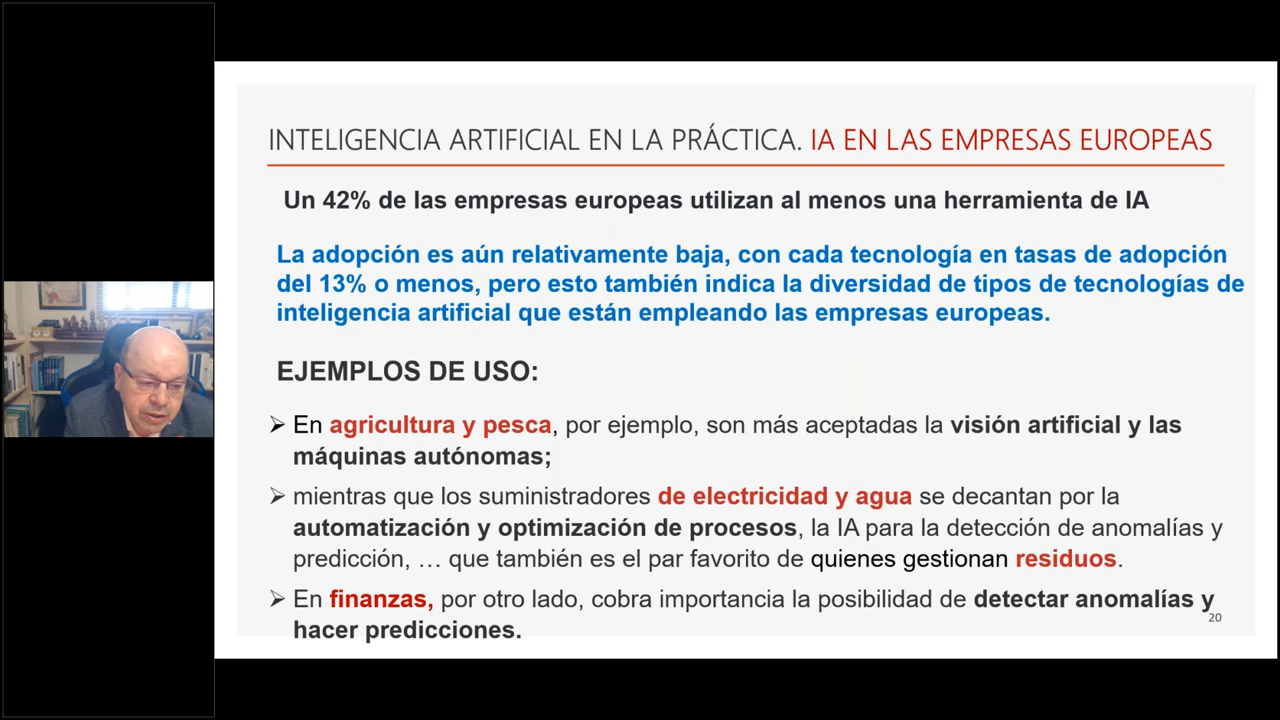 INTELIGENCIA ARTIFICIAL EN LA PRÁCTICA. IA EN LAS EMPRESAS EUROPEAS
Un 42% de las empresas europeas utilizan al menos una herramienta de IA
La adopción es aún relativamente baja, con cada tecnología en tasas de adopción
del 13% o menos, pero esto también indica la diversidad de tipos de tecnologías de
inteligencia artificial que están empleando las empresas europeas.
EJEMPLOS DE USO:
➢ En agricultura y pesca, por ejemplo, son más aceptadas la visión artificial y las
máquinas autónomas;
➢ mientras que los suministradores de electricidad y agua se decantan por la
automatización y optimización de procesos, la IA para la detección de anomalías y
predicción, … que también es el par favorito de quienes gestionan residuos.
➢ En finanzas, por otro lado, cobra importancia la posibilidad de detectar anomalías y
hacer predicciones.
20